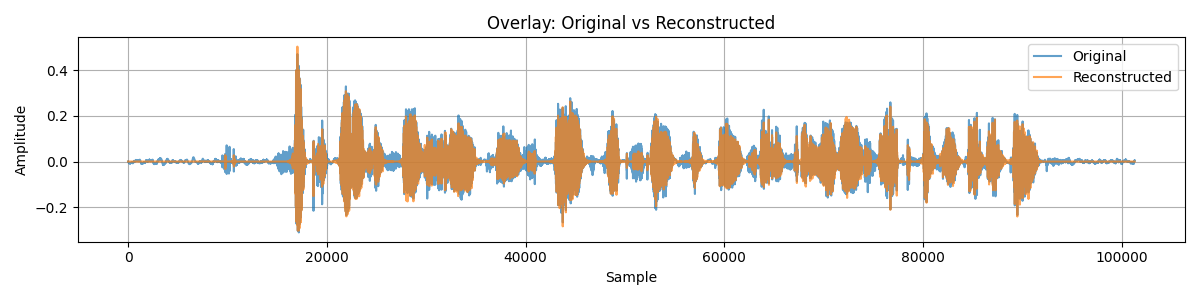 Overlay: Original vs Reconstructed
Original
Reconstructed
Amplitude
0.4
0.2
0.0
−0.2
0
20000
40000
60000
80000
100000
Sample